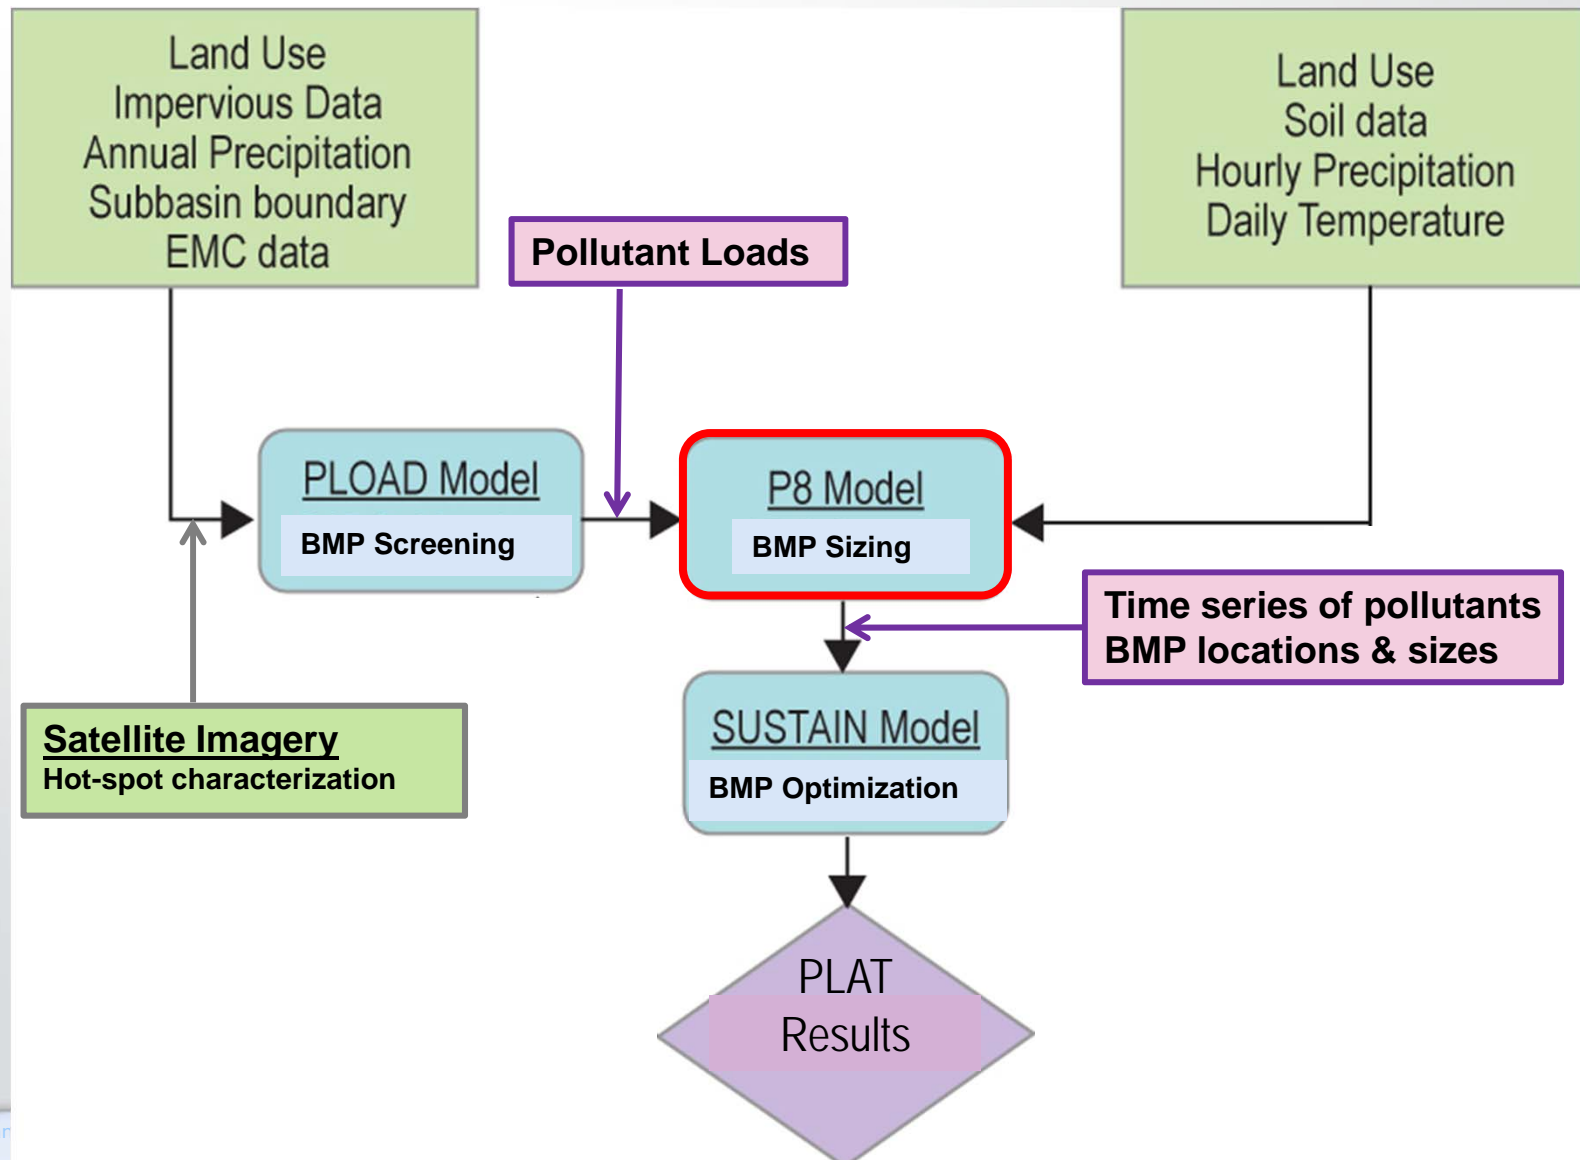 Land Use
Impervious Data
Annual Precipitation
Subbasin boundary
EMC data
Land Use
Soil data
Hourly Precipitation
Daily Temperature
Pollutant Loads
PLOAD Model
BMP Screening
P8 Model
BMP Sizing
Time series of pollutants
BMP locations & sizes
Satellite Imagery
Hot-spot characterization
SUSTAIN Model
BMP Optimization
PLAT
Results